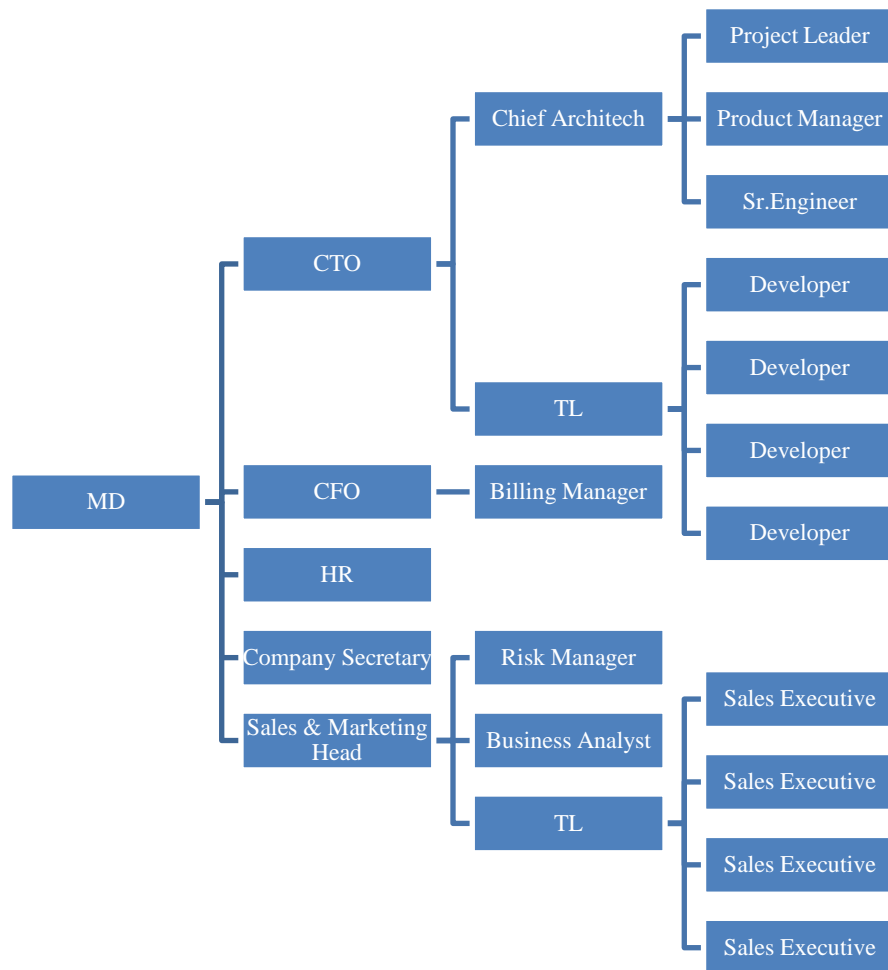 Project Leader
Chief Architech
Product Manager
Sr.Engineer
CTO
Developer
Developer
TL
Developer
MD
CFO
Billing Manager
Developer
HR
Company Secretary
Risk Manager
Sales Executive
Sales & Marketing
Head
Business Analyst
Sales Executive
TL
Sales Executive
Sales Executive